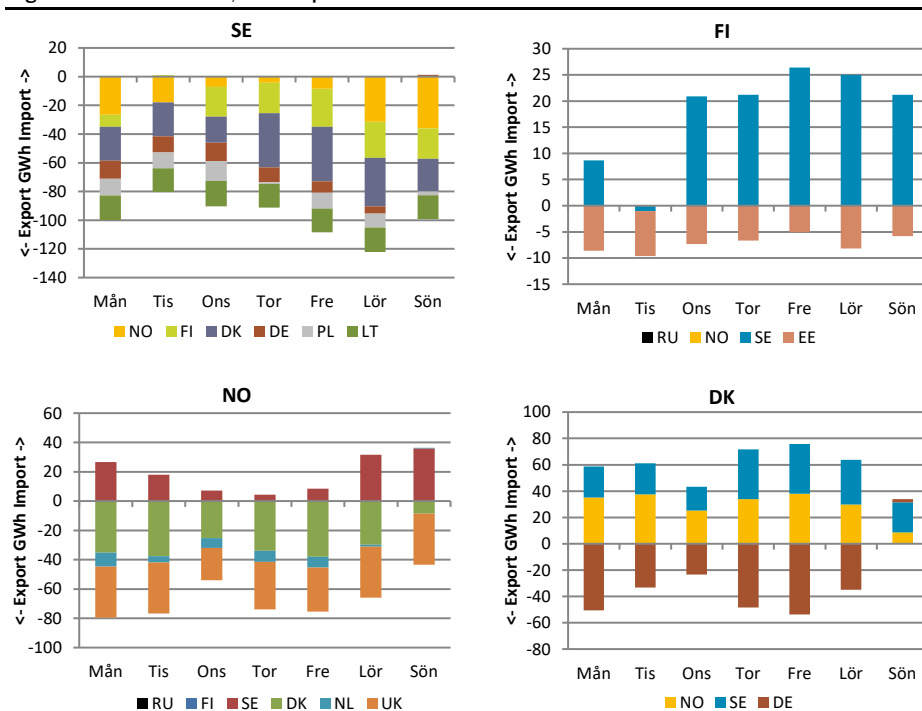 SE
<- Export GWh Import ->
20
0
-20
-40
-60
-80
-100
-120
-140
Mån Tis Ons Tor Fre Lör Sön
NO FI DK DE PL LT
FI
<- Export GWh Import ->
30
25
20
15
10
5
0
-5
-10
-15
Mån Tis Ons Tor Fre Lör Sön
RU NO SE EE
NO
<- Export GWh Import ->
60
40
20
0
-20
-40
-60
-80
-100
Mån Tis Ons Tor Fre Lör Sön
RU FI SE DK NL UK
DK
<- Export GWh Import ->
100
80
60
40
20
0
-20
-40
-60
-80
Mån Tis Ons Tor Fre Lör Sön
NO SE DE